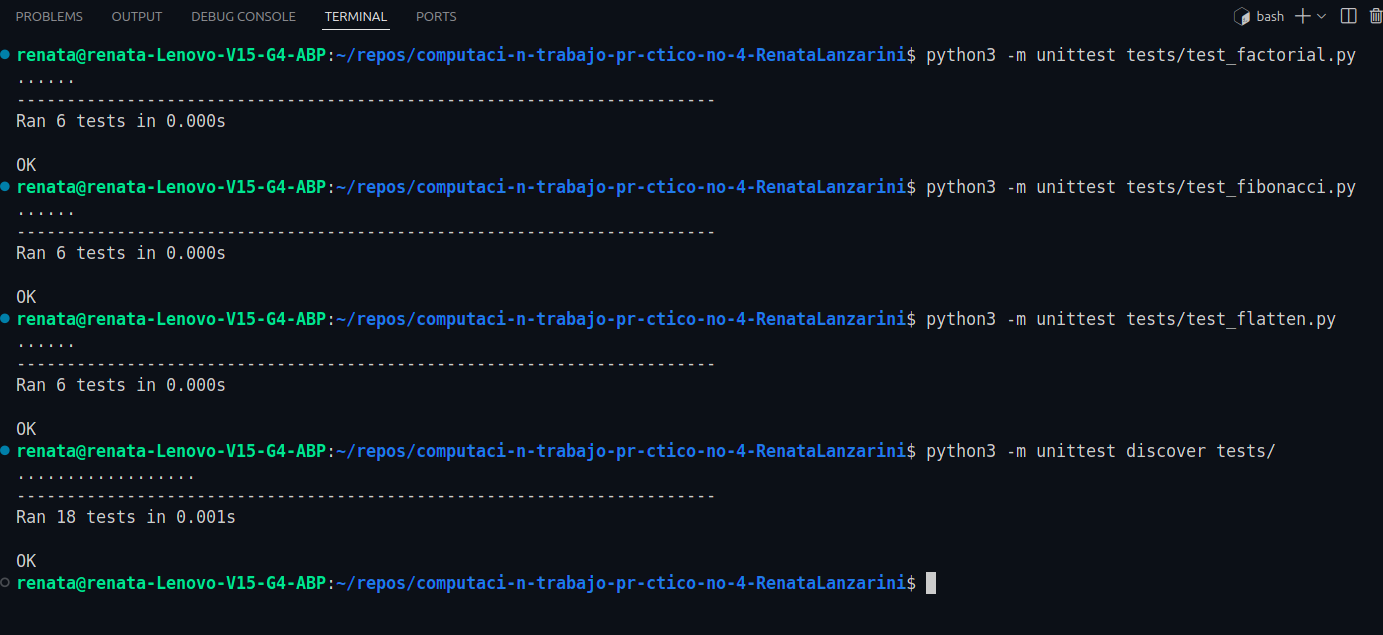 PROBLEMS OUTPUT DEBUG CONSOLE TERMINAL PORTS bash
renata@renata-Lenovo-V15-G4-ABP:~/repos/computaci-n-trabajo-pr-ctico-no-4-RenataLanzarini$ python3 -m unittest tests/test_factorial.py
......
----------------------------------------------------------------------
Ran 6 tests in 0.000s
OK
renata@renata-Lenovo-V15-G4-ABP:~/repos/computaci-n-trabajo-pr-ctico-no-4-RenataLanzarini$ python3 -m unittest tests/test_fibonacci.py
......
----------------------------------------------------------------------
Ran 6 tests in 0.000s
OK
renata@renata-Lenovo-V15-G4-ABP:~/repos/computaci-n-trabajo-pr-ctico-no-4-RenataLanzarini$ python3 -m unittest tests/test_flatten.py
......
----------------------------------------------------------------------
Ran 6 tests in 0.000s
OK
renata@renata-Lenovo-V15-G4-ABP:~/repos/computaci-n-trabajo-pr-ctico-no-4-RenataLanzarini$ python3 -m unittest discover tests/
..................
----------------------------------------------------------------------
Ran 18 tests in 0.001s
OK
renata@renata-Lenovo-V15-G4-ABP:~/repos/computaci-n-trabajo-pr-ctico-no-4-RenataLanzarini$